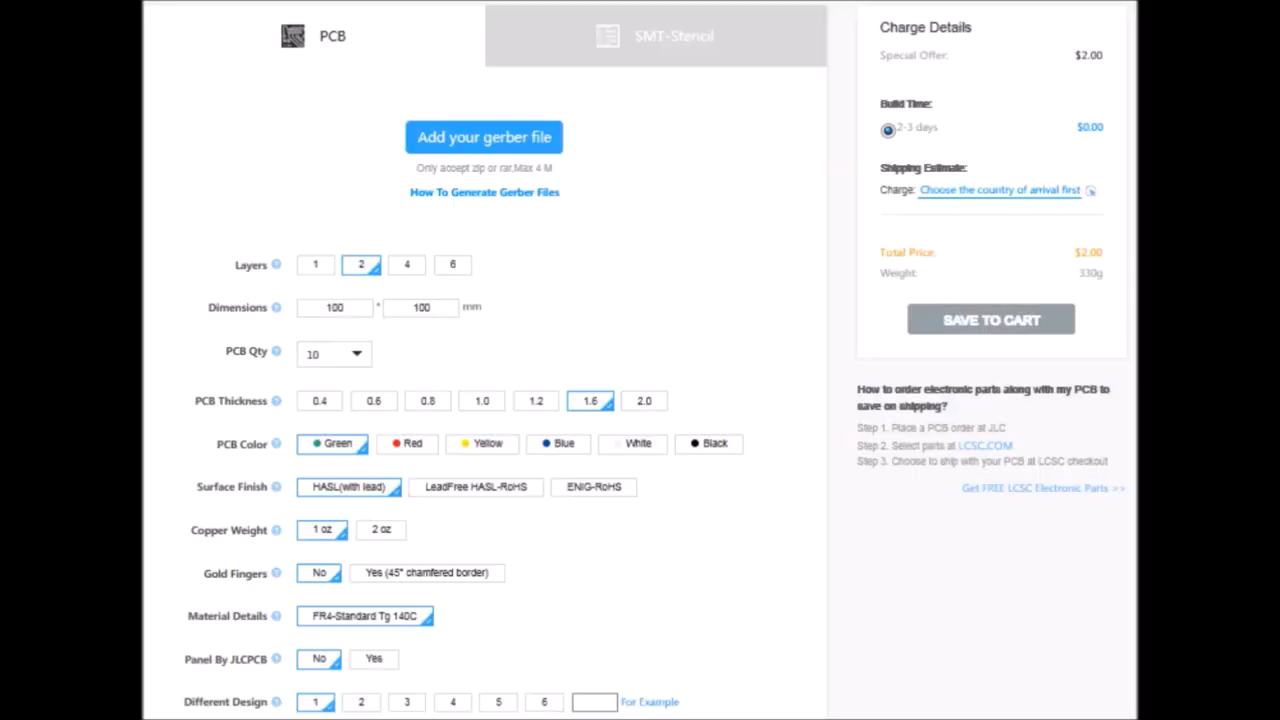 PCB
SMT-Stencil
Add your gerber file
Only accept zip or rar,Max 4 M
How To Generate Gerber Files
Layers 1 2 4 6
Dimensions 100 * 100 mm
PCB Qty 10
PCB Thickness 0.4 0.6 0.8 1.0 1.2 1.6 2.0
PCB Color Green Red Yellow Blue White Black
Surface Finish HASL(with lead) LeadFree HASL-RoHS ENIG-RoHS
Copper Weight 1 oz 2 oz
Gold Fingers No Yes (45° chamfered border)
Material Details FR4-Standard Tg 140C
Panel By JLCPCB No Yes
Different Design 1 2 3 4 5 6 For Example
Charge Details
Special Offer: $2.00
Build Time:
2-3 days $0.00
Shipping Estimate:
Charge: Choose the country of arrival first
Total Price: $2.00
Weight: 330g
SAVE TO CART
How to order electronic parts along with my PCB to
save on shipping?
Step 1. Place a PCB order at JLC
Step 2. Select parts at LCSC.COM
Step 3. Choose to ship with your PCB at LCSC checkout
Get FREE LCSC Electronic Parts >>